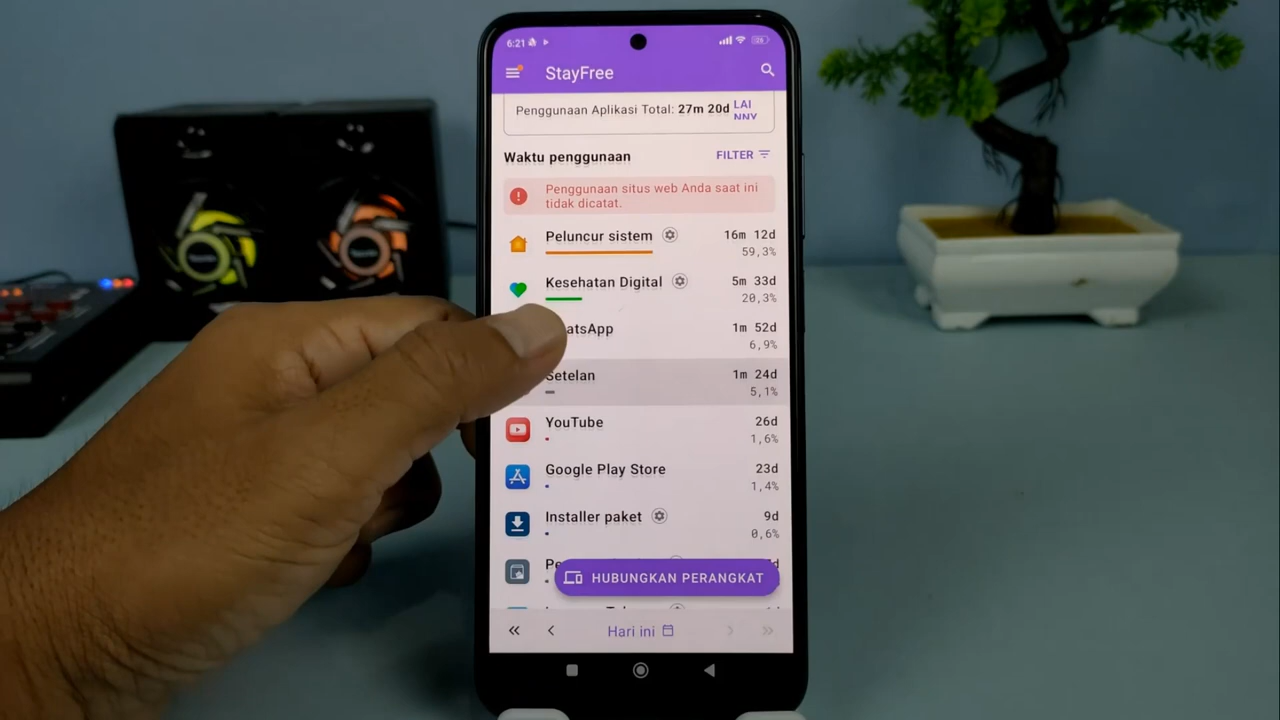 6:21
26
StayFree
Penggunaan Aplikasi Total: 27m 20d
LAI
NNY
Waktu penggunaan
FILTER
Penggunaan situs web Anda saat ini
tidak dicatat.
Peluncur sistem
16m 12d
59,3%
Kesehatan Digital
5m 33d
20,3%
atsApp
1m 52d
6,9%
Setelan
1m 24d
5,1%
YouTube
26d
1,6%
Google Play Store
23d
1,4%
Installer paket
9d
0,6%
HUBUNGKAN PERANGKAT
Hari ini